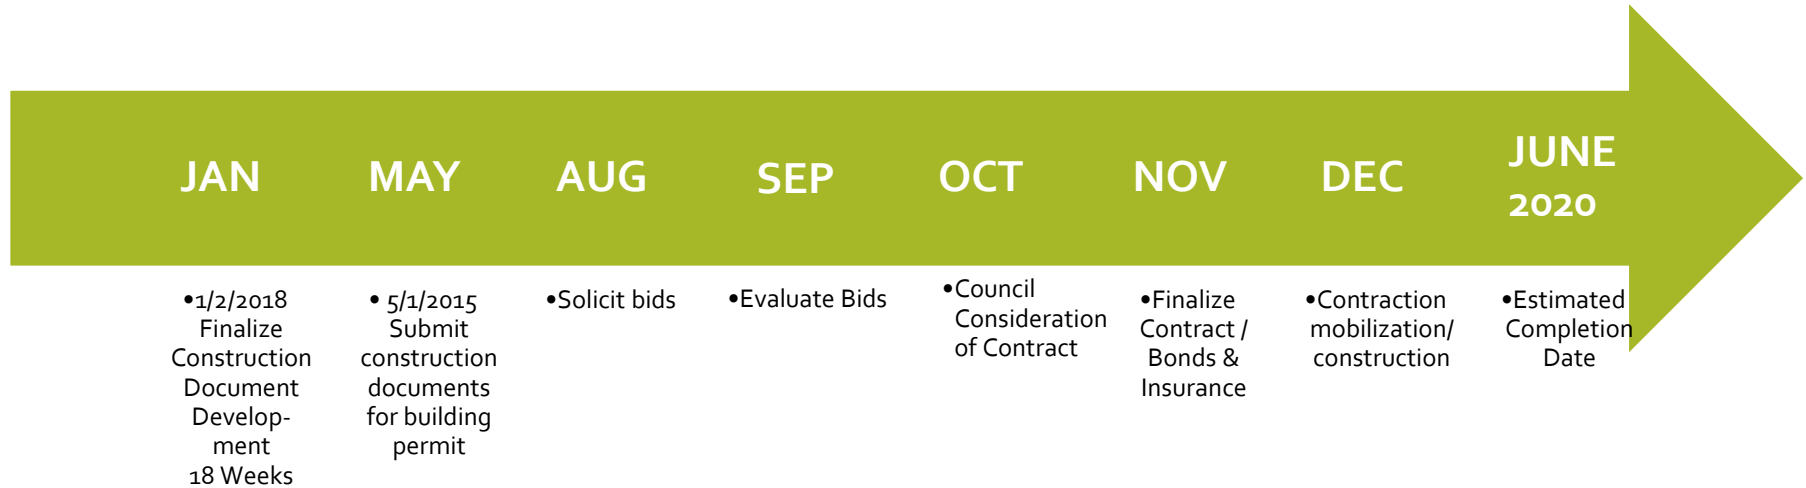 JAN
MAY
AUG
SEP
OCT
NOV
DEC
JUNE
2020
•1/2/2018
Finalize
Construction
Document
Develop-
ment
18 Weeks
• 5/1/2015
Submit
construction
documents
for building
permit
•Solicit bids
•Evaluate Bids
•Council
Consideration
of Contract
•Finalize
Contract /
Bonds &
Insurance
•Contraction
mobilization/
construction
•Estimated
Completion
Date